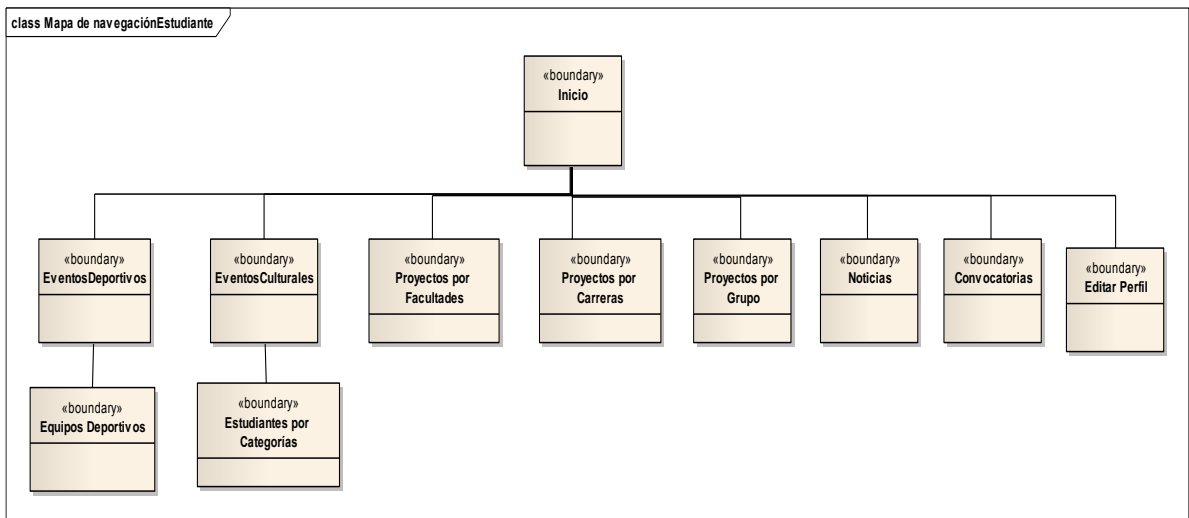 class Mapa de navegaciónEstudiante
«boundary»
Inicio
«boundary»
EventosDeportivos
«boundary»
EventosCulturales
«boundary»
Proyectos por
Facultades
«boundary»
Proyectos por
Carreras
«boundary»
Proyectos por
Grupo
«boundary»
Noticias
«boundary»
Convocatorias
«boundary»
Editar Perfil
«boundary»
Equipos Deportivos
«boundary»
Estudiantes por
Categorías